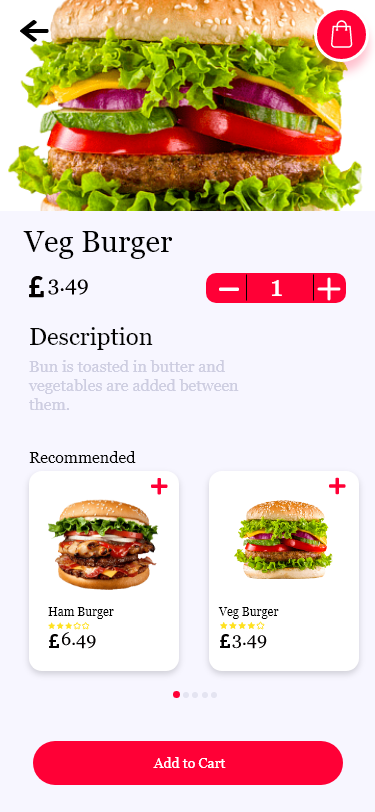 Veg Burger
£3.49
1
Description
Bun is toasted in butter and
vegetables are added between
them.
Recommended
Ham Burger
£6.49
Veg Burger
£3.49
Add to Cart